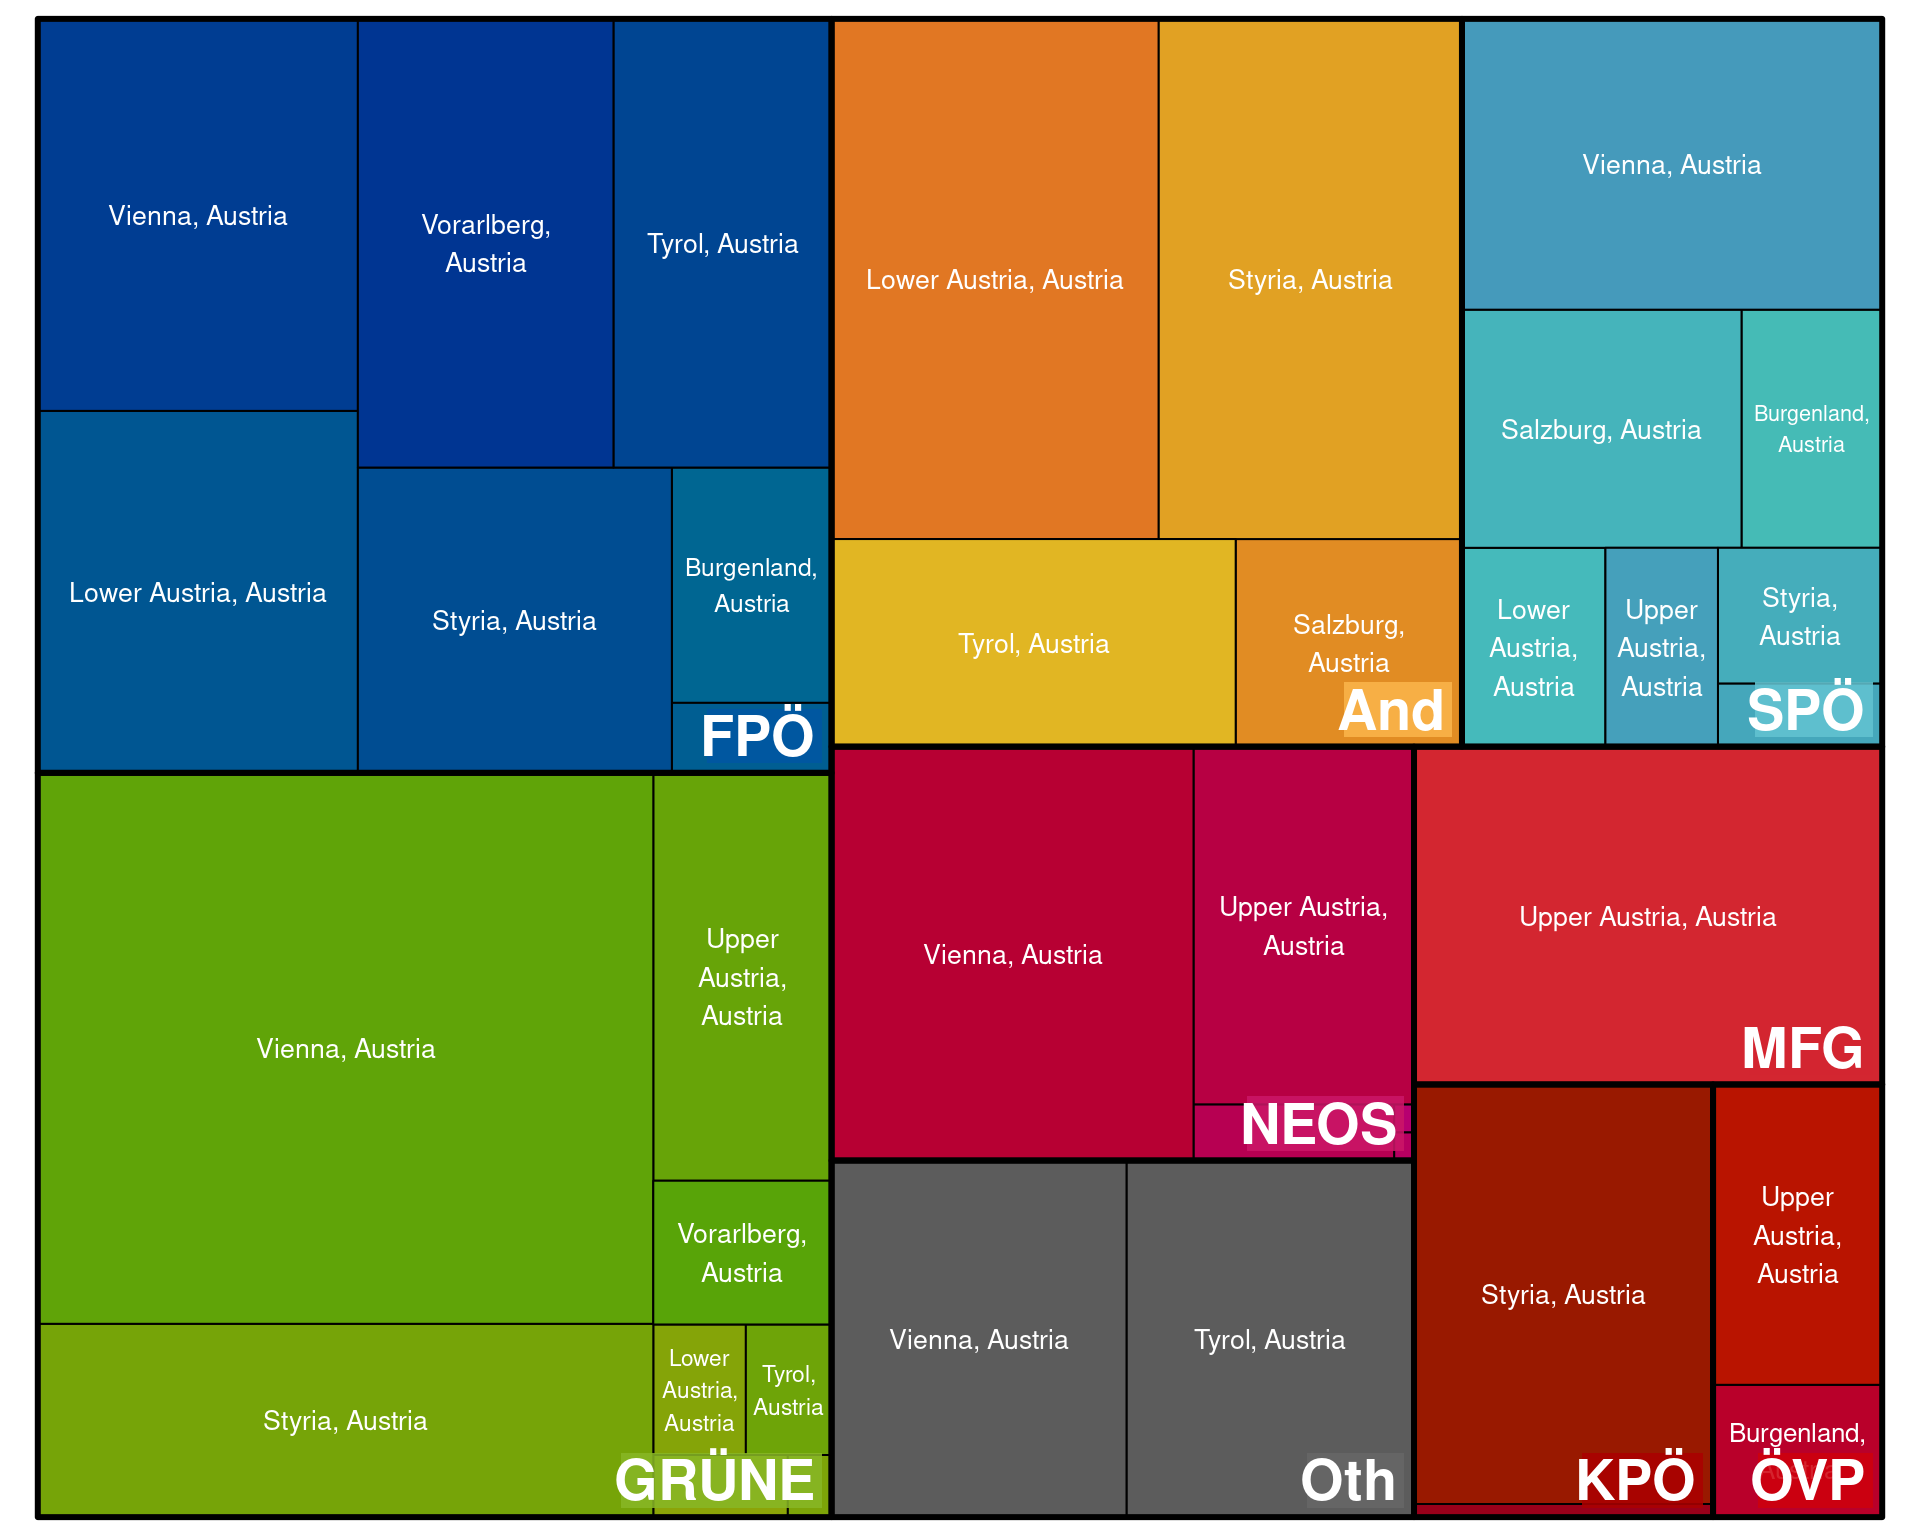 Vienna, Austria
Vorarlberg,
Austria
Tyrol, Austria
Lower Austria, Austria
Styria, Austria
Burgenland,
Austria
FPÖ
Lower Austria, Austria
Styria, Austria
Tyrol, Austria
Salzburg,
Austria
And
Vienna, Austria
Salzburg, Austria
Burgenland,
Austria
Lower
Austria,
Austria
Upper
Austria,
Austria
Styria,
Austria
SPÖ
Vienna, Austria
Upper
Austria,
Austria
Vorarlberg,
Austria
Styria, Austria
Lower
Austria,
Austria
Tyrol,
Austria
GRÜNE
Vienna, Austria
Upper Austria,
Austria
NEOS
Upper Austria, Austria
MFG
Vienna, Austria
Tyrol, Austria
Oth
Styria, Austria
KPÖ
Upper
Austria,
Austria
Burgenland,
ÖVP